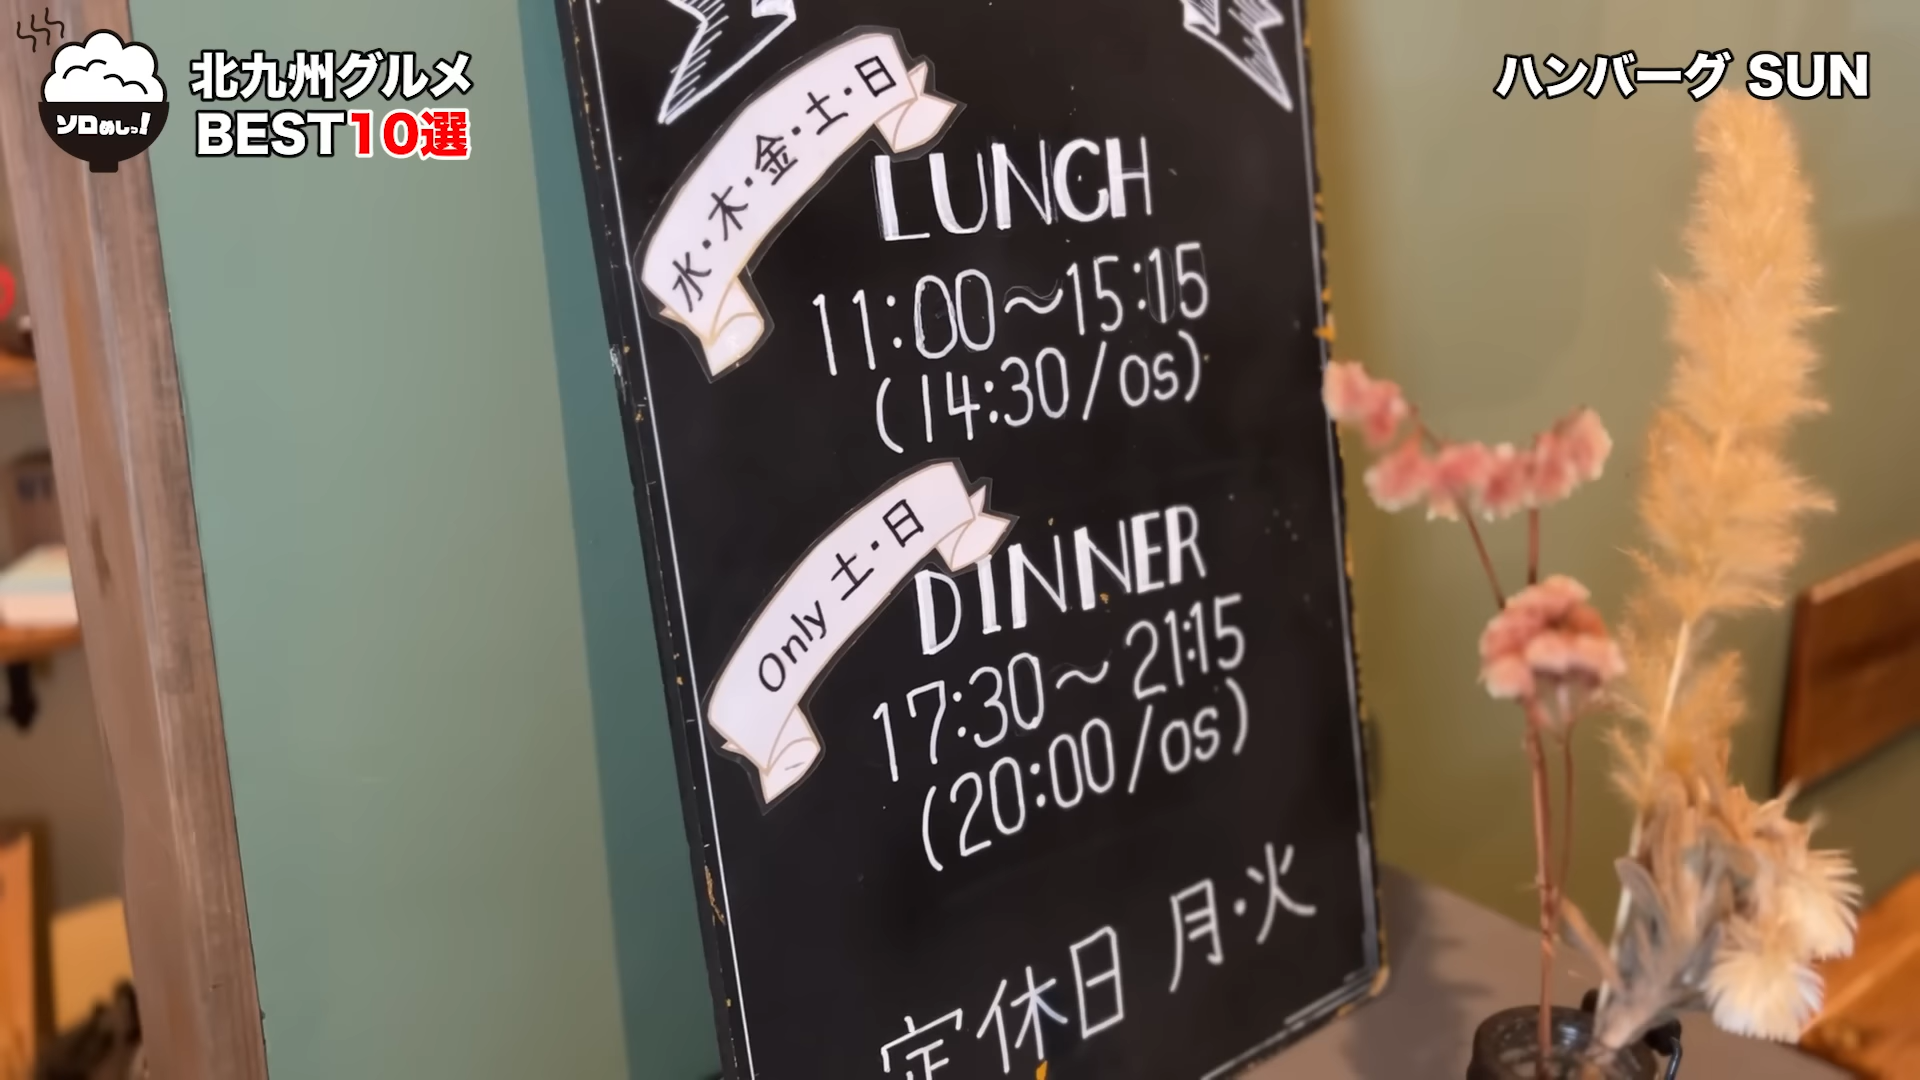 ソロめしっ!
北九州グルメ
BEST10選
ハンバーグ SUN
水・木・金・土・日
LUNCH
11:00〜15:15
(14:30/os)
Only 土・日
DINNER
17:30〜21:15
(20:00/os)
定休日 月・火